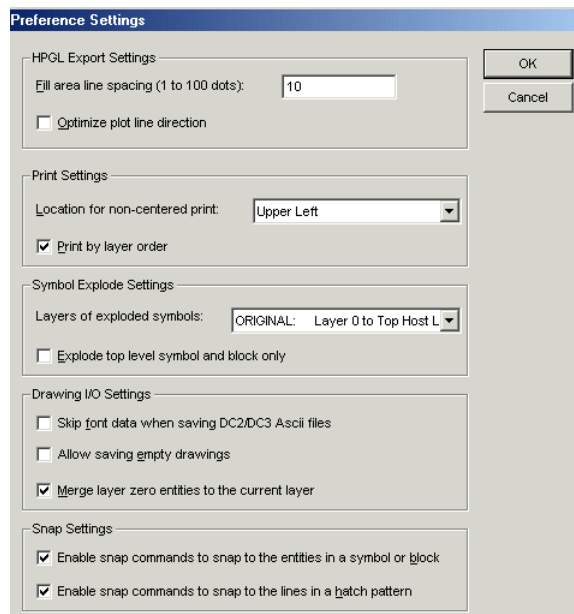 Preference Settings
HPGL Export Settings
Fill area line spacing (1 to 100 dots): 10
Optimize plot line direction
OK
Cancel
Print Settings
Location for non-centered print: Upper Left
Print by layer order
Symbol Explode Settings
Layers of exploded symbols: ORIGINAL: Layer 0 to Top Host L
Explode top level symbol and block only
Drawing I/O Settings
Skip font data when saving DC2/DC3 Ascii files
Allow saving empty drawings
Merge layer zero entities to the current layer
Snap Settings
Enable snap commands to snap to the entities in a symbol or block
Enable snap commands to snap to the lines in a hatch pattern